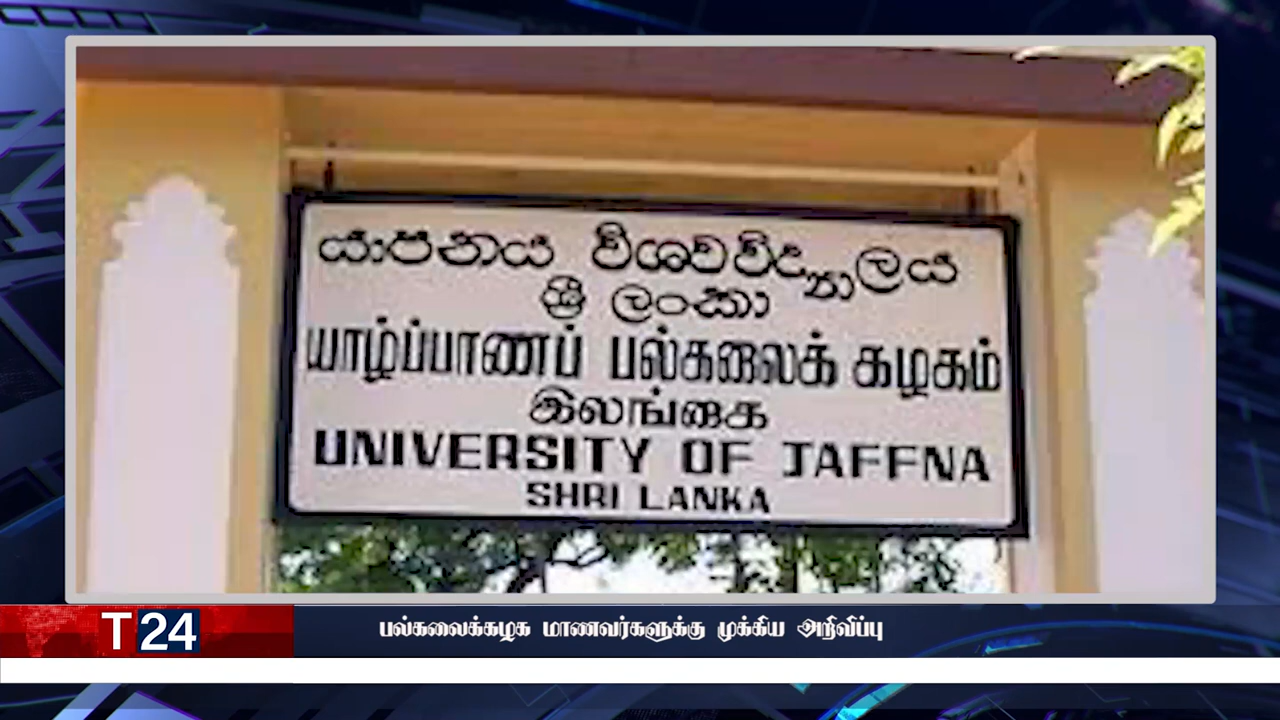 යාපනය විශ්වවිද්‍යාලය
ශ්‍රී ලංකා
யாழ்ப்பாணப் பல்கலைக் கழகம்
இலங்கை
UNIVERSITY OF JAFFNA
SHRI LANKA
T24
பல்கலைக்கழக மாணவர்களுக்கு முக்கிய அறிவிப்பு